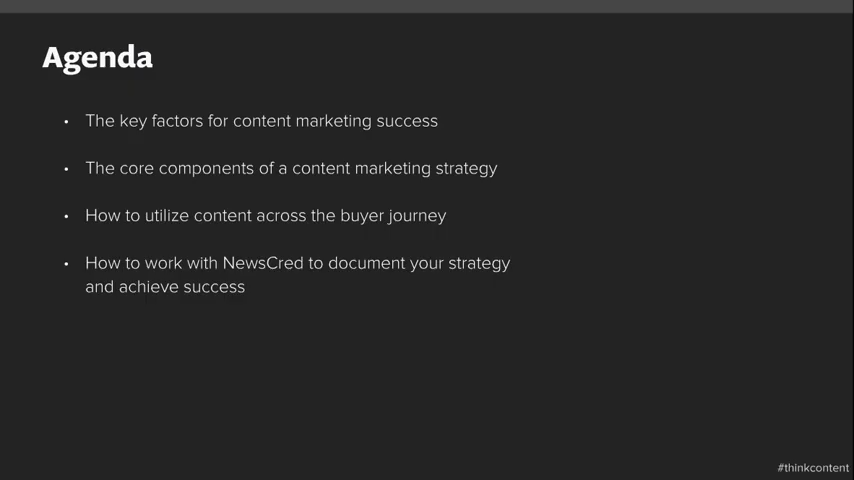 Agenda
• The key factors for content marketing success
• The core components of a content marketing strategy
• How to utilize content across the buyer journey
• How to work with NewsCred to document your strategy
and achieve success
#thinkcontent